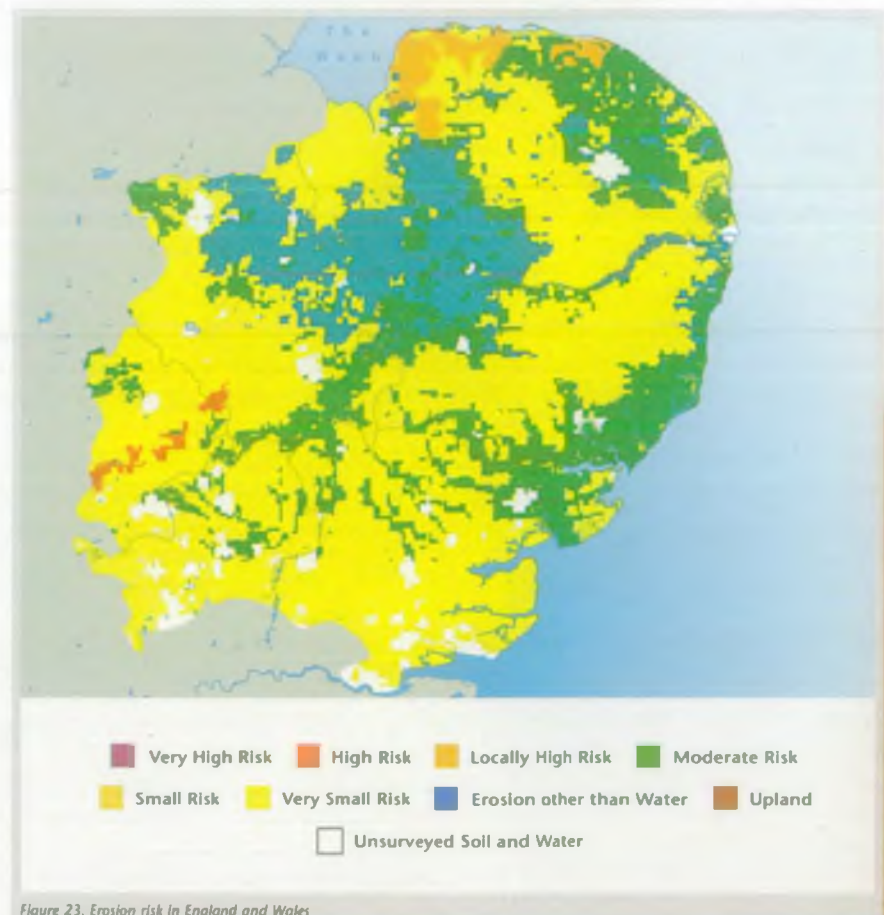 The
Wash
Very High Risk High Risk Locally High Risk Moderate Risk
Small Risk Very Small Risk Erosion other than Water Upland
Unsurveyed Soil and Water
Figure 23. Erosion risk in England and Wales